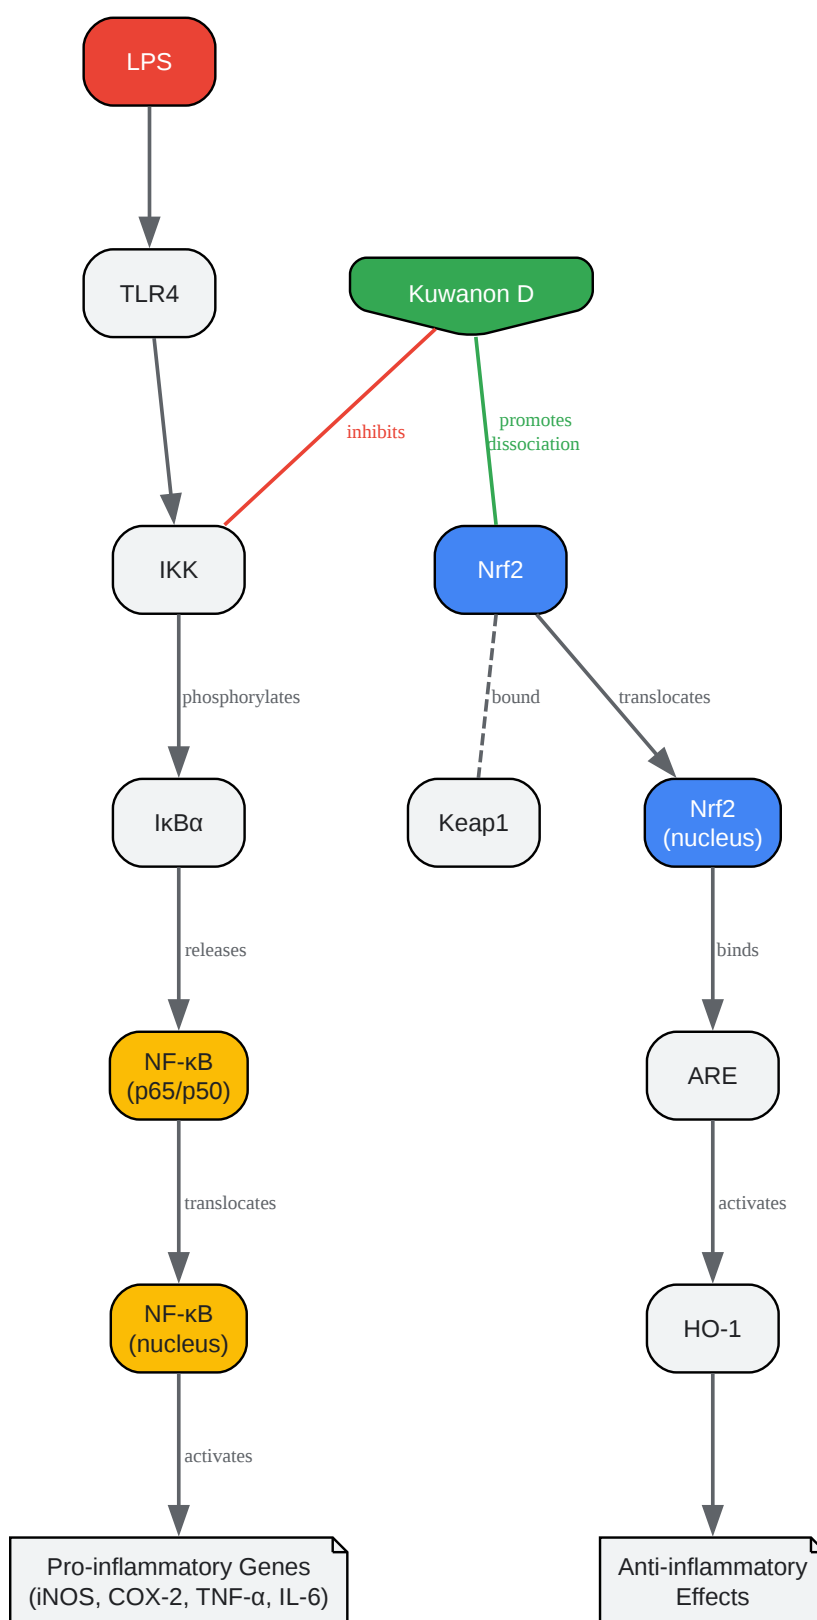 LPS
TLR4
Kuwanon D
inhibits
promotes
dissociation
IKK
Nrf2
phosphorylates
bound
translocates
IκBα
Keap1
Nrf2
(nucleus)
releases
binds
NF-κB
(p65/p50)
ARE
translocates
activates
NF-κB
(nucleus)
HO-1
activates
Pro-inflammatory Genes
(iNOS, COX-2, TNF-α, IL-6)
Anti-inflammatory
Effects